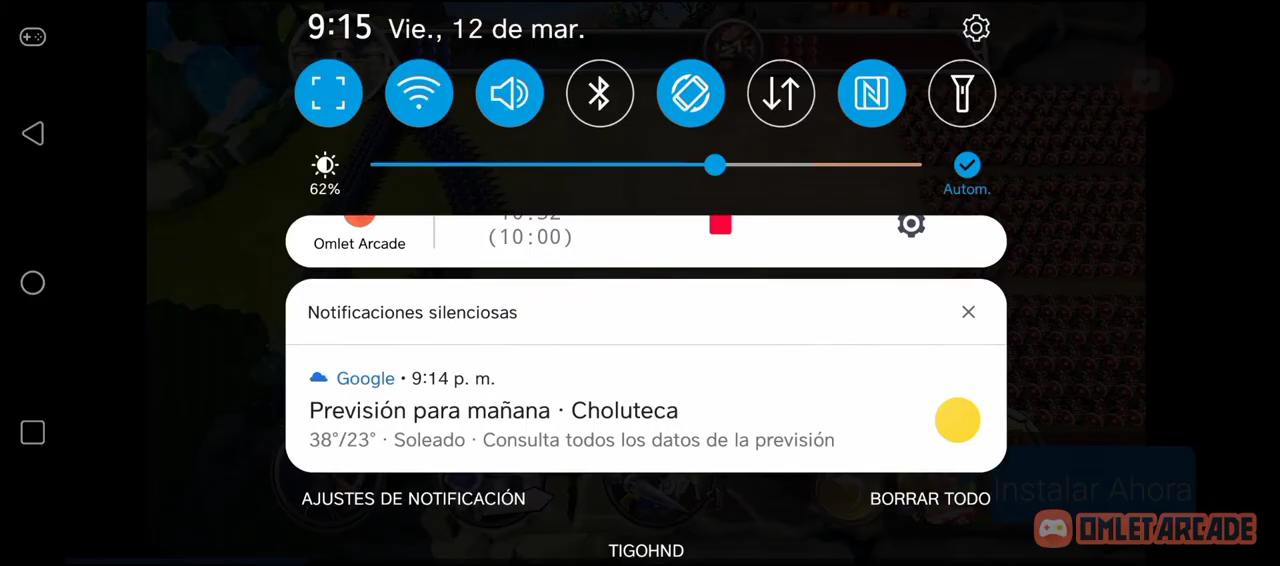 9:15 Vie., 12 de mar.
62%
Autom.
Omlet Arcade
(10:00)
Notificaciones silenciosas
Google • 9:14 p. m.
Previsión para mañana · Choluteca
38°/23° · Soleado · Consulta todos los datos de la previsión
AJUSTES DE NOTIFICACIÓN
BORRAR TODO
Instalar Ahora
OMLET ARCADE
TIGOHND